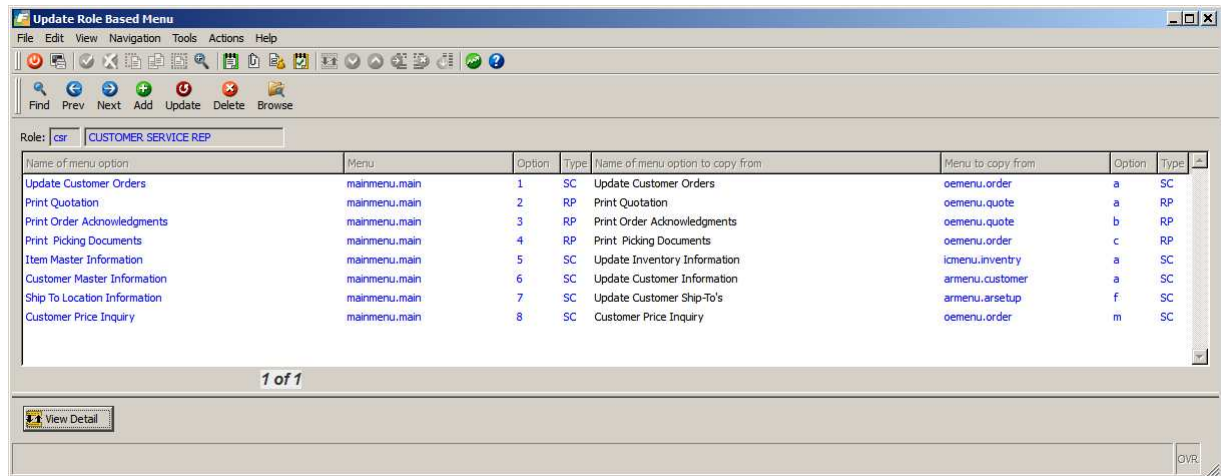 Update Role Based Menu
File Edit View Navigation Tools Actions Help
Find Prev Next Add Update Delete Browse
Role: csr CUSTOMER SERVICE REP
Name of menu option Menu Option Type Name of menu option to copy from Menu to copy from Option Type
Update Customer Orders mainmenu.main 1 SC Update Customer Orders oemenu.order a SC
Print Quotation mainmenu.main 2 RP Print Quotation oemenu.quote a RP
Print Order Acknowledgments mainmenu.main 3 RP Print Order Acknowledgments oemenu.quote b RP
Print Picking Documents mainmenu.main 4 RP Print Picking Documents oemenu.order c RP
Item Master Information mainmenu.main 5 SC Update Inventory Information icmenu.inventry a SC
Customer Master Information mainmenu.main 6 SC Update Customer Information armenu.customer a SC
Ship To Location Information mainmenu.main 7 SC Update Customer Ship-To's armenu.arsetup f SC
Customer Price Inquiry mainmenu.main 8 SC Customer Price Inquiry oemenu.order m SC
1 of 1
View Detail
OVR